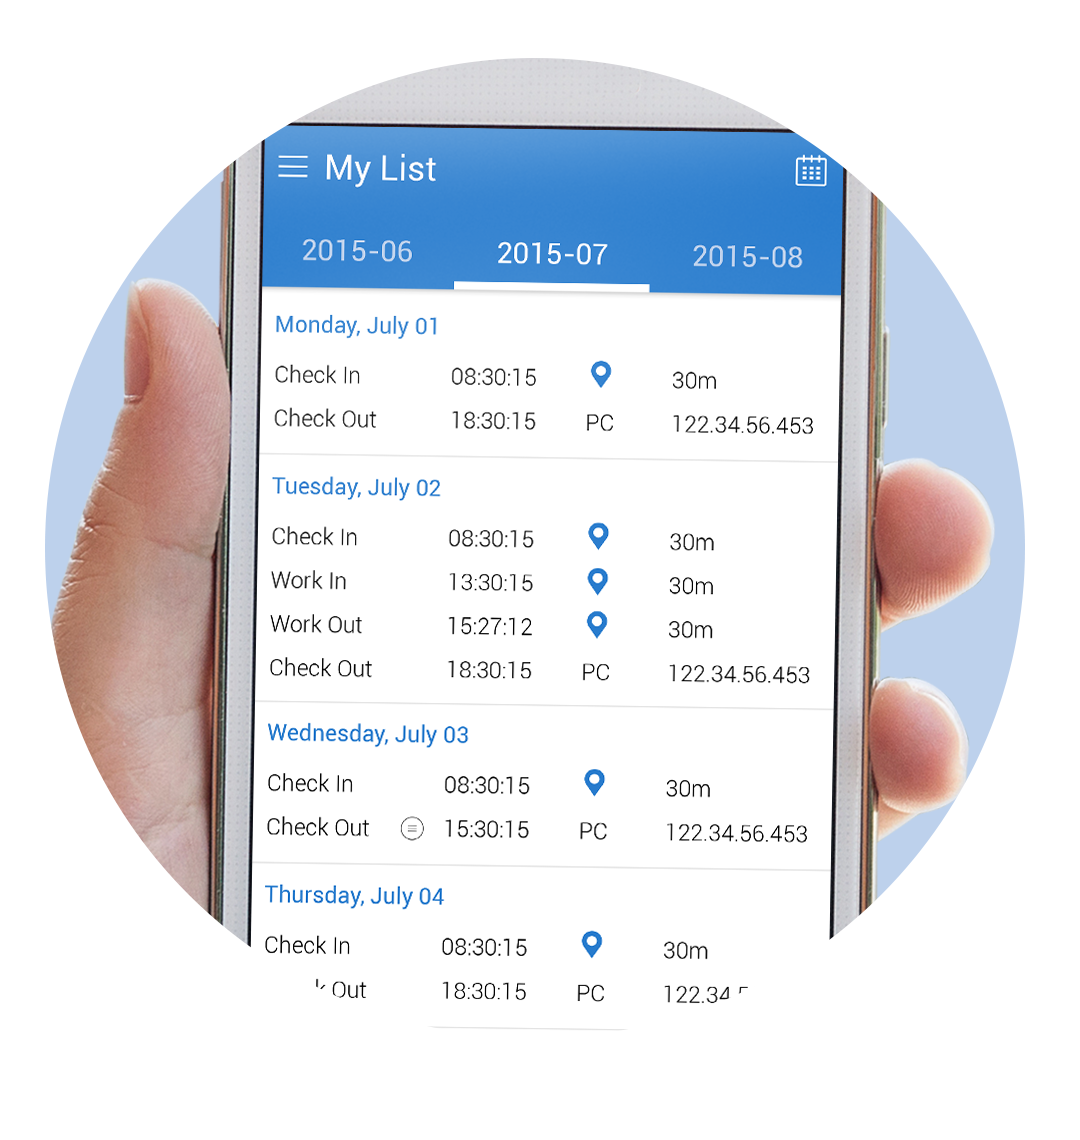 My List
2015-06 2015-07 2015-08
Monday, July 01
Check In 08:30:15 30m
Check Out 18:30:15 PC 122.34.56.453
Tuesday, July 02
Check In 08:30:15 30m
Work In 13:30:15 30m
Work Out 15:27:12 30m
Check Out 18:30:15 PC 122.34.56.453
Wednesday, July 03
Check In 08:30:15 30m
Check Out 15:30:15 PC 122.34.56.453
Thursday, July 04
Check In 08:30:15 30m
Out 18:30:15 PC